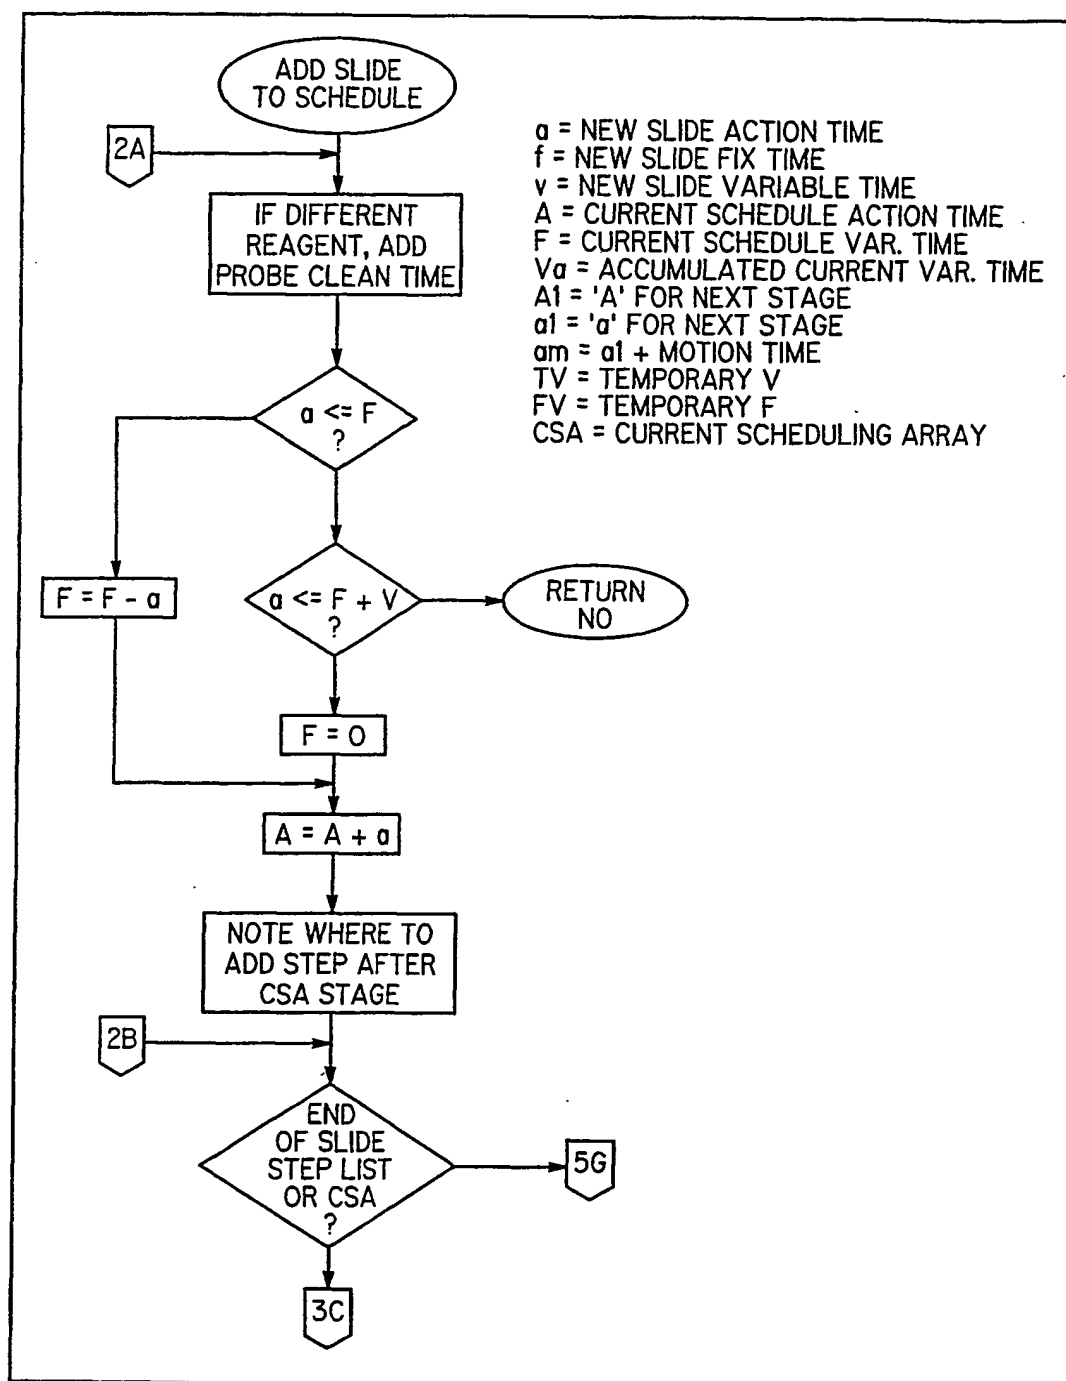 ADD SLIDE
TO SCHEDULE
2A
IF DIFFERENT
REAGENT, ADD
PROBE CLEAN TIME
a <= F
?
F = F - a
a <= F + V
?
RETURN
NO
F = 0
A = A + a
NOTE WHERE TO
ADD STEP AFTER
CSA STAGE
2B
END
OF SLIDE
STEP LIST
OR CSA
?
5G
3C
a = NEW SLIDE ACTION TIME
f = NEW SLIDE FIX TIME
v = NEW SLIDE VARIABLE TIME
A = CURRENT SCHEDULE ACTION TIME
F = CURRENT SCHEDULE VAR. TIME
Va = ACCUMULATED CURRENT VAR. TIME
A1 = 'A' FOR NEXT STAGE
a1 = 'a' FOR NEXT STAGE
am = a1 + MOTION TIME
TV = TEMPORARY V
FV = TEMPORARY F
CSA = CURRENT SCHEDULING ARRAY